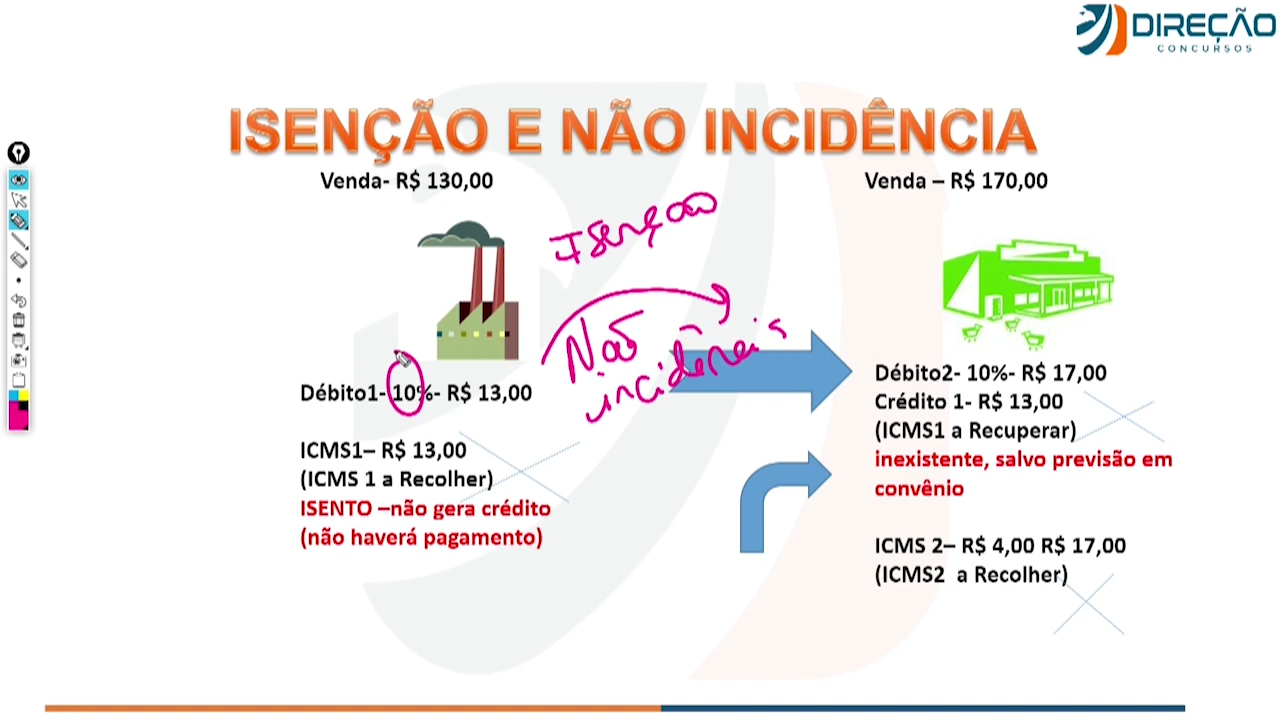 DIREÇÃO
CONCURSOS
ISENÇÃO E NÃO INCIDÊNCIA
Venda- R$ 130,00
Venda – R$ 170,00
Isenção
Não
incidência
Débito1- 10%- R$ 13,00
ICMS1– R$ 13,00
(ICMS 1 a Recolher)
ISENTO –não gera crédito
(não haverá pagamento)
Débito2- 10%- R$ 17,00
Crédito 1- R$ 13,00
(ICMS1 a Recuperar)
inexistente, salvo previsão em
convênio
ICMS 2– R$ 4,00 R$ 17,00
(ICMS2 a Recolher)